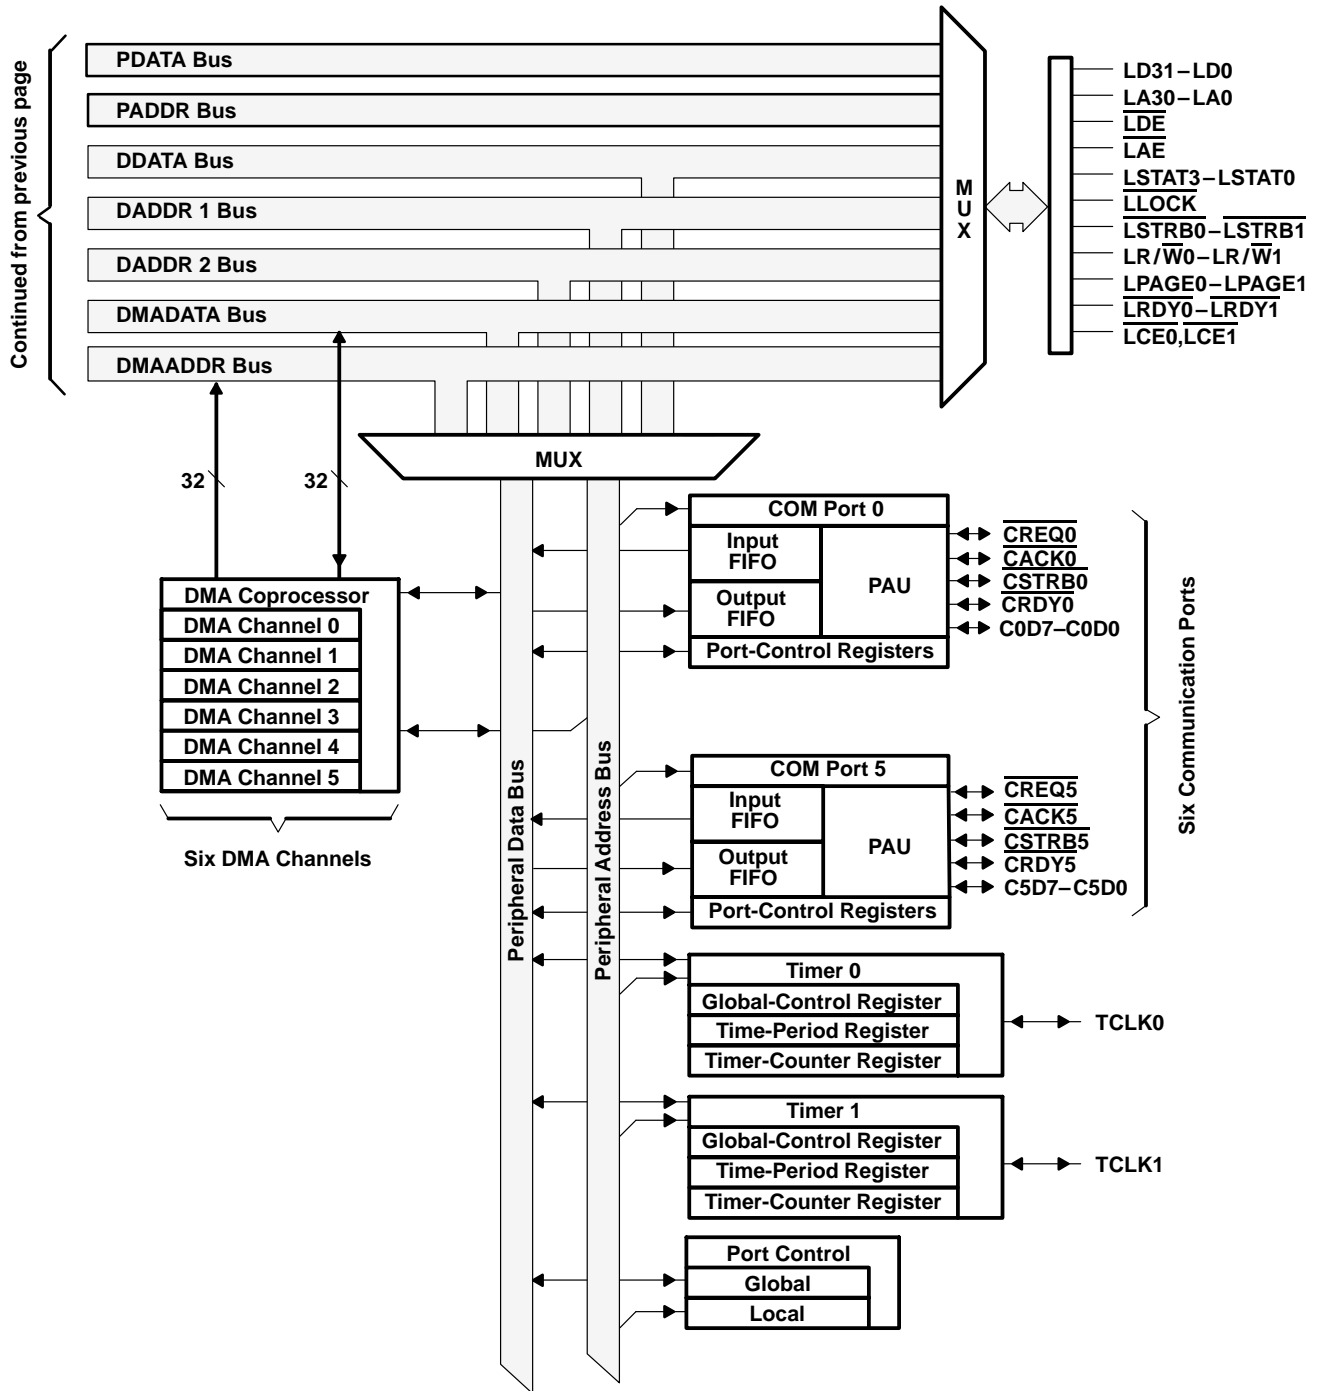 Continued from previous page
PDATA Bus
PADDR Bus
DDATA Bus
DADDR 1 Bus
DADDR 2 Bus
DMADATA Bus
DMAADDR Bus
M
U
X
LD31–LD0
LA30–LA0
LDE
LAE
LSTAT3–LSTAT0
LLOCK
LSTRB0–LSTRB1
LR/W0–LR/W1
LPAGE0–LPAGE1
LRDY0–LRDY1
LCE0,LCE1
MUX
32
32
DMA Coprocessor
DMA Channel 0
DMA Channel 1
DMA Channel 2
DMA Channel 3
DMA Channel 4
DMA Channel 5
Six DMA Channels
Peripheral Data Bus
Peripheral Address Bus
COM Port 0
Input
FIFO
Output
FIFO
PAU
Port-Control Registers
CREQ0
CACK0
CSTRB0
CRDY0
C0D7–C0D0
COM Port 5
Input
FIFO
Output
FIFO
PAU
Port-Control Registers
CREQ5
CACK5
CSTRB5
CRDY5
C5D7–C5D0
Six Communication Ports
Timer 0
Global-Control Register
Time-Period Register
Timer-Counter Register
TCLK0
Timer 1
Global-Control Register
Time-Period Register
Timer-Counter Register
TCLK1
Port Control
Global
Local